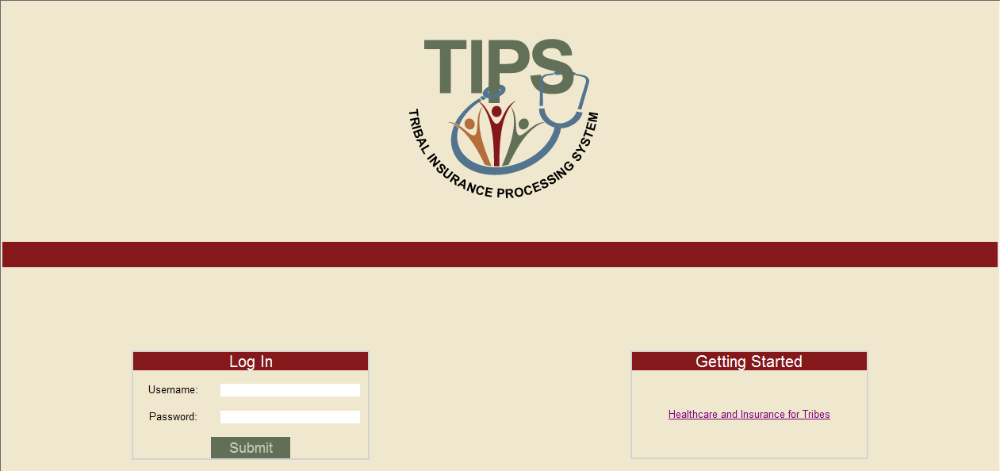 TIPS
TRIBAL INSURANCE PROCESSING SYSTEM
Log In
Username:
Password:
Submit
Getting Started
Healthcare and Insurance for Tribes